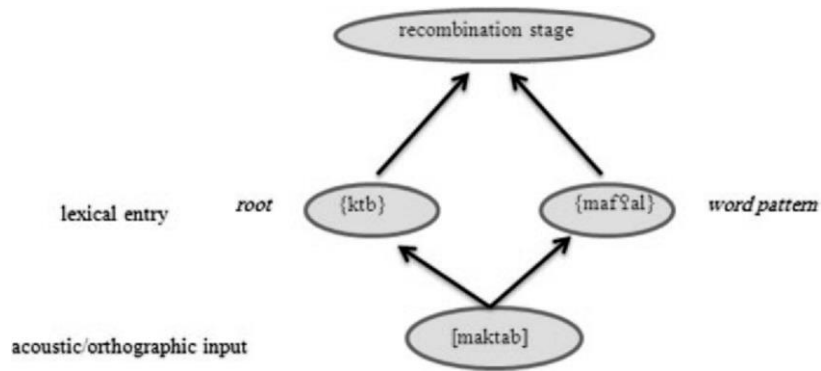 recombination stage
lexical entry root {ktb} {mafʕal} word pattern
acoustic/orthographic input [maktab]